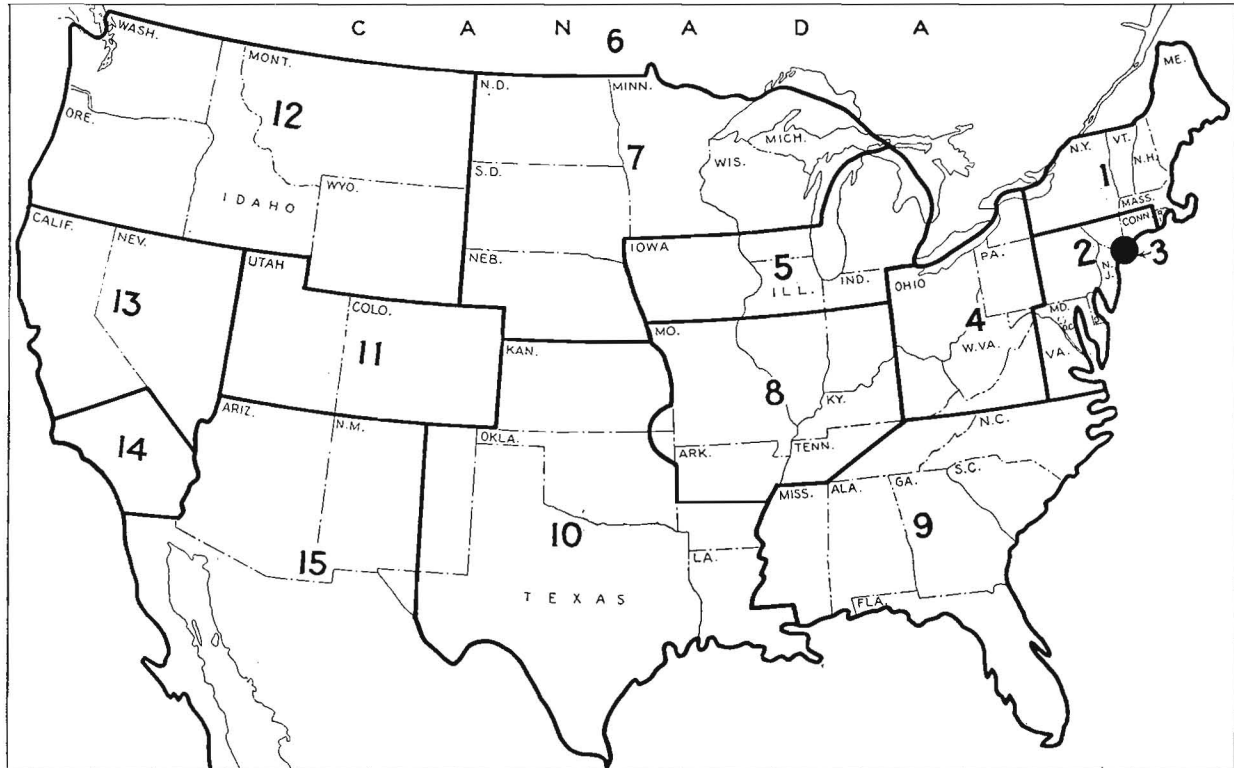 WASH.
C A N A D A
6
MONT.
N.D.
MINN.
ME.
12
ORE.
MICH.
N.Y.
VT.
7
WIS.
N.H.
S.D.
1
WYO.
IDAHO
MASS.
CALIF.
NEV.
CONN.
IOWA
2
3
UTAH
NEB.
PA.
5
N.J.
ILL.
IND.
OHIO
13
COLO.
MD.
4
MO.
D.C.
11
KAN.
W.VA.
VA.
8
KY.
ARIZ.
N.M.
N.C.
14
OKLA.
ARK.
TENN.
S.C.
MISS.
ALA.
GA.
9
10
15
LA.
TEXAS
FLA.